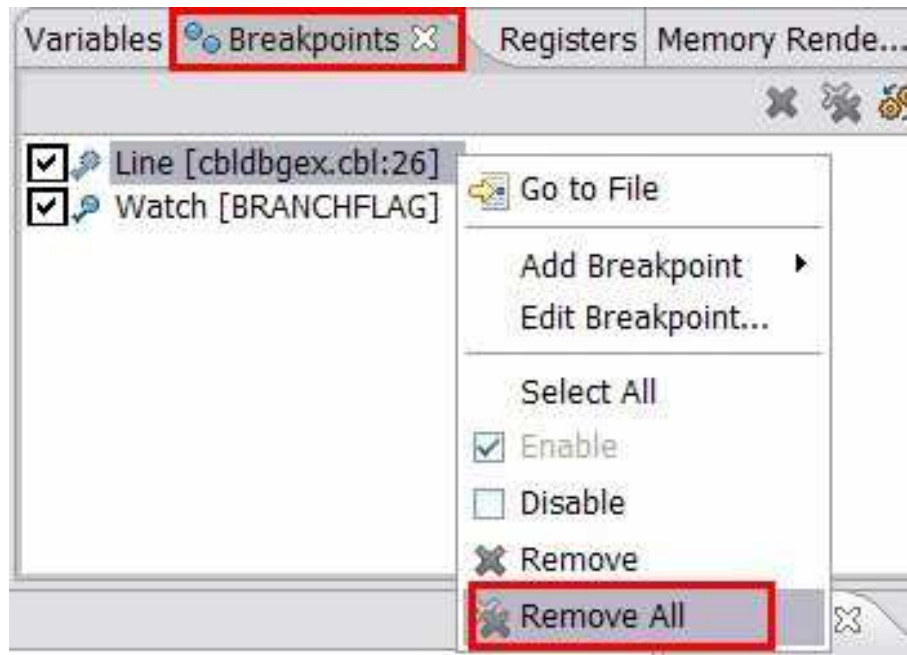 Variables Breakpoints Registers Memory Rende...
Line [cbldbgex.cbl:26]
Watch [BRANCHFLAG]
Go to File
Add Breakpoint
Edit Breakpoint...
Select All
Enable
Disable
Remove
Remove All